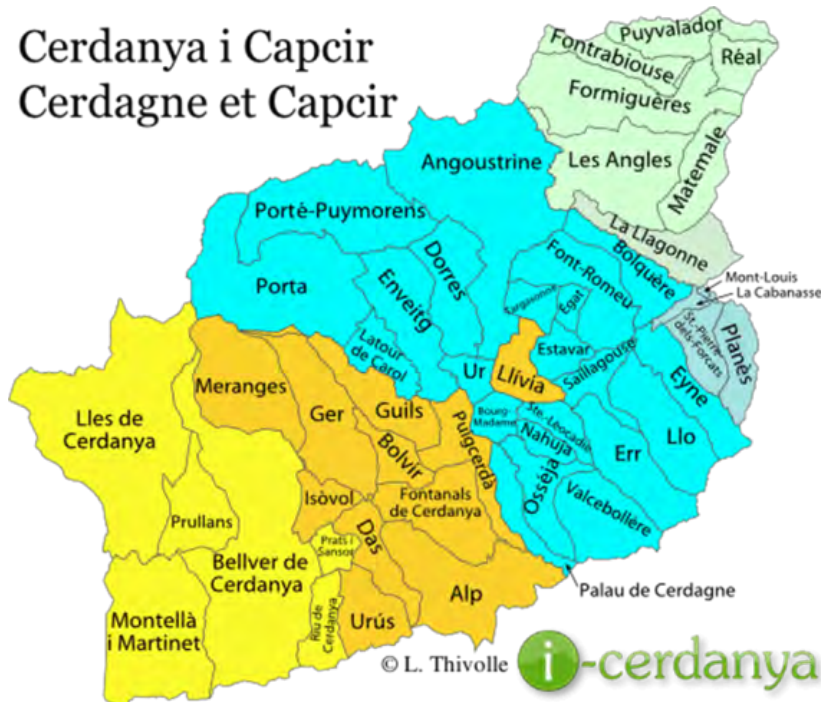 Cerdanya i Capcir
Cerdagne et Capcir
Puyvalador
Fontrabiouse
Réal
Formiguères
Les Angles
Matemale
La Llagonne
Angoustrine
Porté-Puymorens
Dorres
Porta
Enveitg
Latour
de Carol
Font-Romeu
Bolquère
Mont-Louis
La Cabanasse
Targasonne
Egat
Estavar
St.-Pierre-
dels-Forcats
Planès
Ur
Llívia
Saillagouse
Eyne
Llo
Err
Bourg-
Madame
Ste.-Léocadie
Nahuja
Osséja
Valcebollère
Palau de Cerdagne
Meranges
Ger
Guils
Bolvir
Puigcerdà
Isòvol
Fontanals
de Cerdanya
Das
Alp
Urús
Lles de
Cerdanya
Prullans
Prats i
Sansor
Bellver de
Cerdanya
Riu de
Cerdanya
Montellà
i Martinet
© L. Thivolle
i-cerdanya